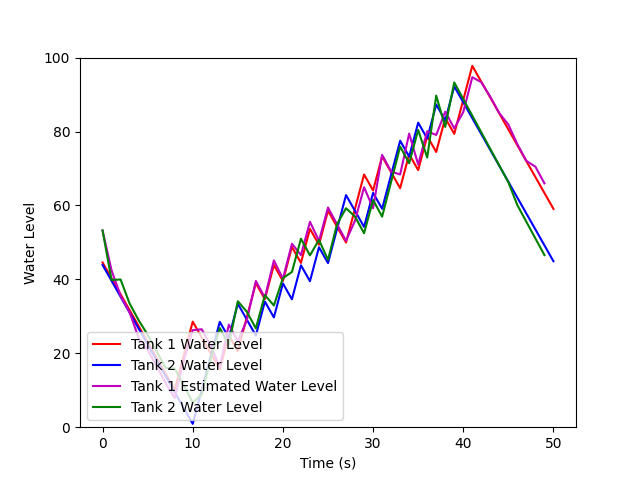 100
80
60
40
20
0
Water Level
Tank 1 Water Level
Tank 2 Water Level
Tank 1 Estimated Water Level
Tank 2 Water Level
0 10 20 30 40 50
Time (s)